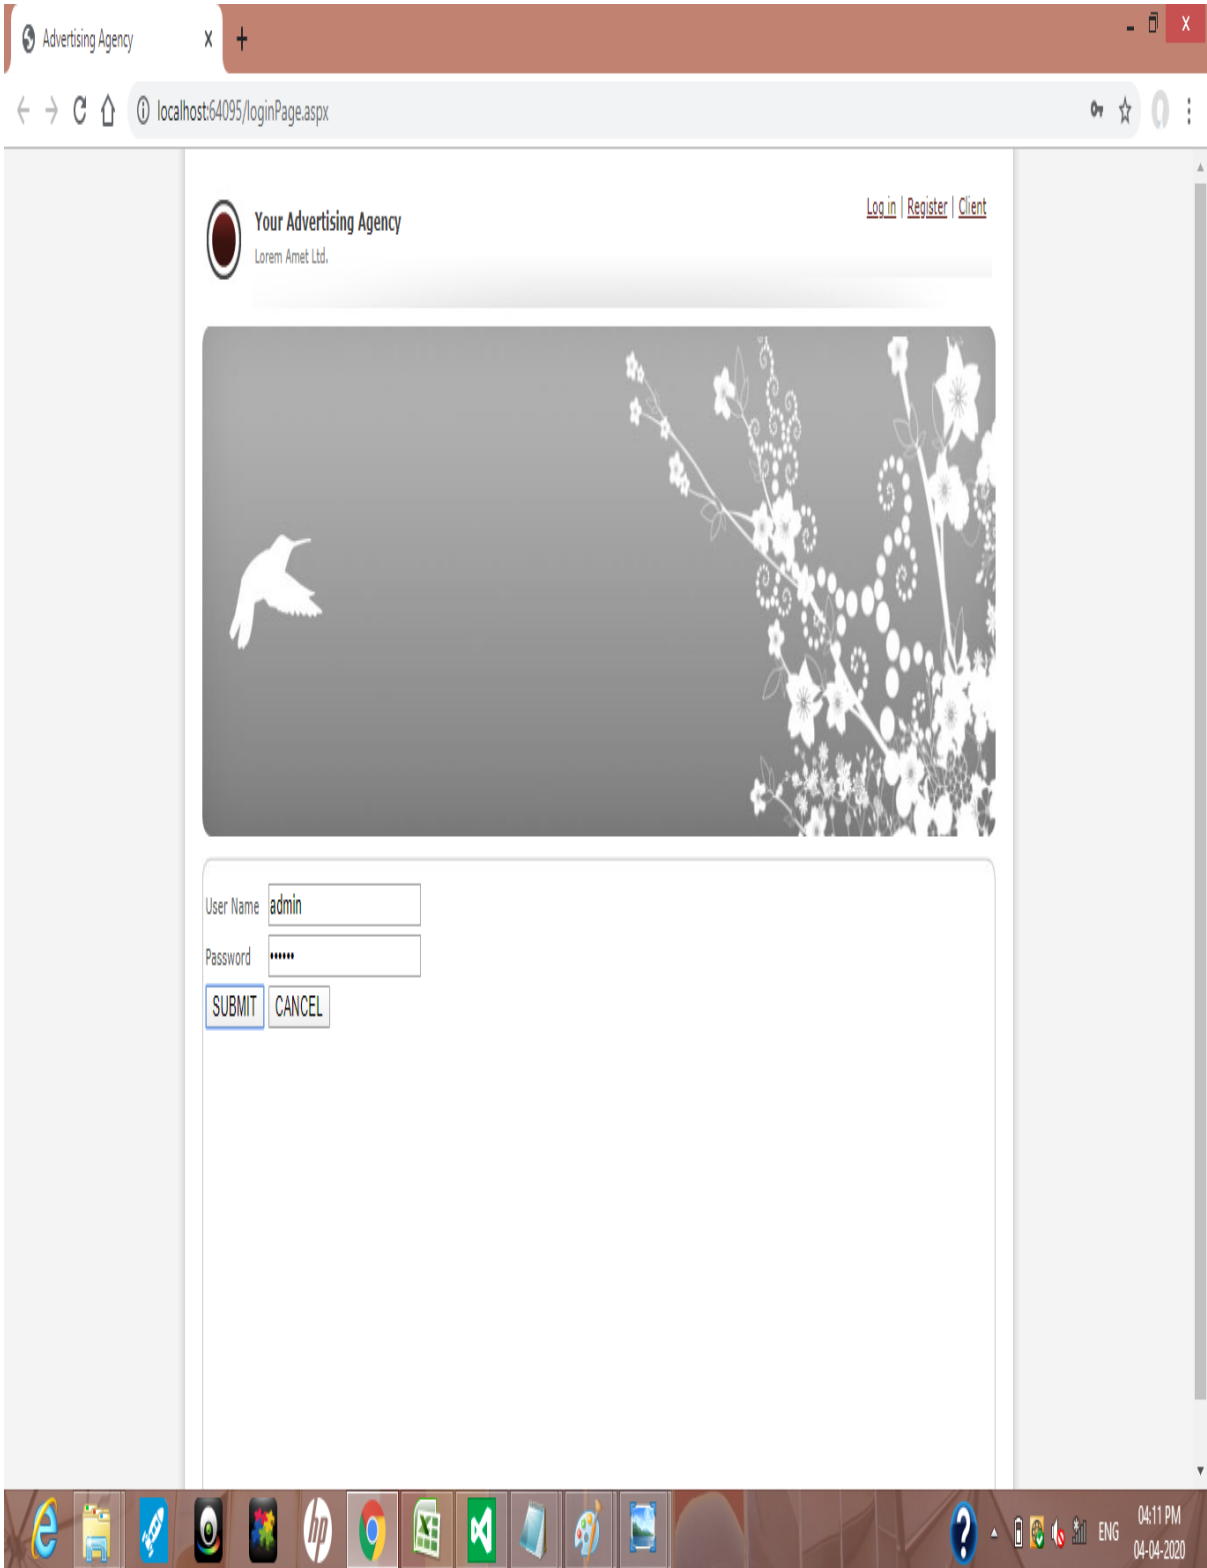 Advertising Agency
localhost:64095/loginPage.aspx
Log in | Register | Client
Your Advertising Agency
Lorem Amet Ltd.
User Name admin
Password ••••••
SUBMIT CANCEL
hp
ENG
04:11 PM
04-04-2020